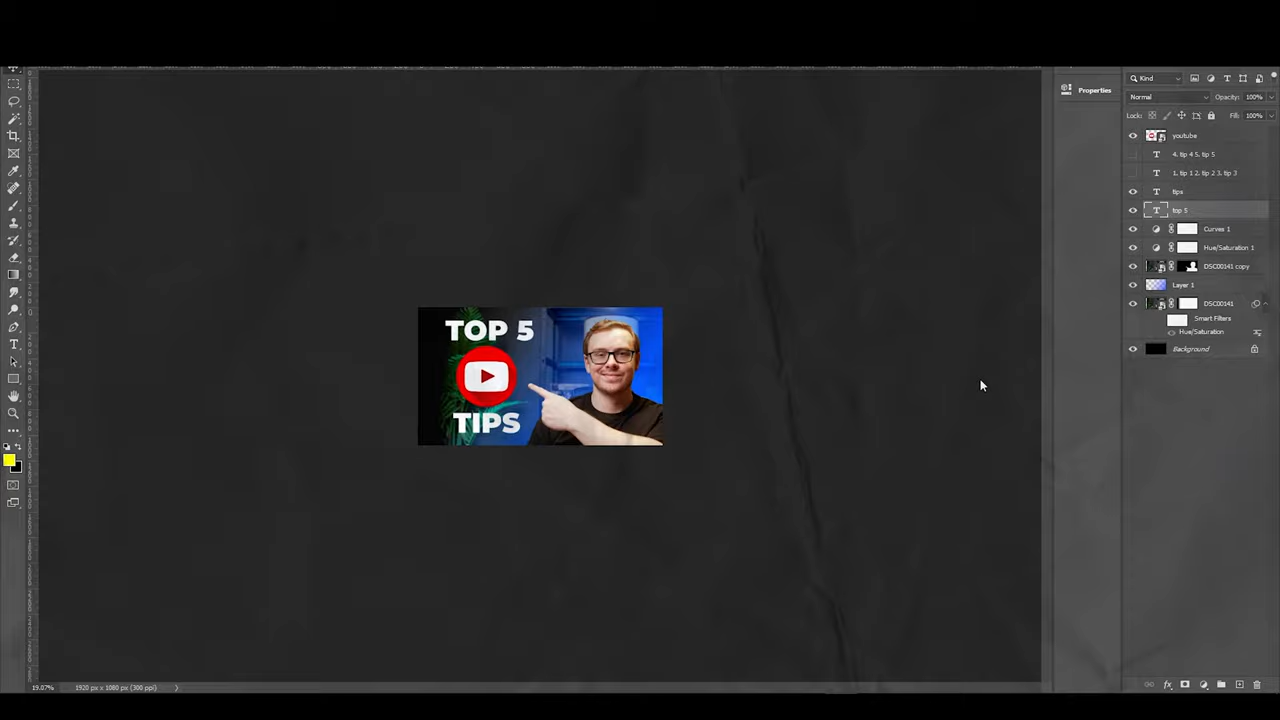 Kind
Properties
Normal
Opacity: 100%
Lock:
Fill: 100%
youtube
4. tip 4 5. tip 5
1. tip 1 2. tip 2 3. tip 3
tips
top 5
Curves 1
Hue/Saturation 1
DSC00141 copy
Layer 1
DSC00141
Smart Filters
Hue/Saturation
Background
TOP 5
TIPS
19.07%
1920 px x 1080 px (300 ppi)
fx